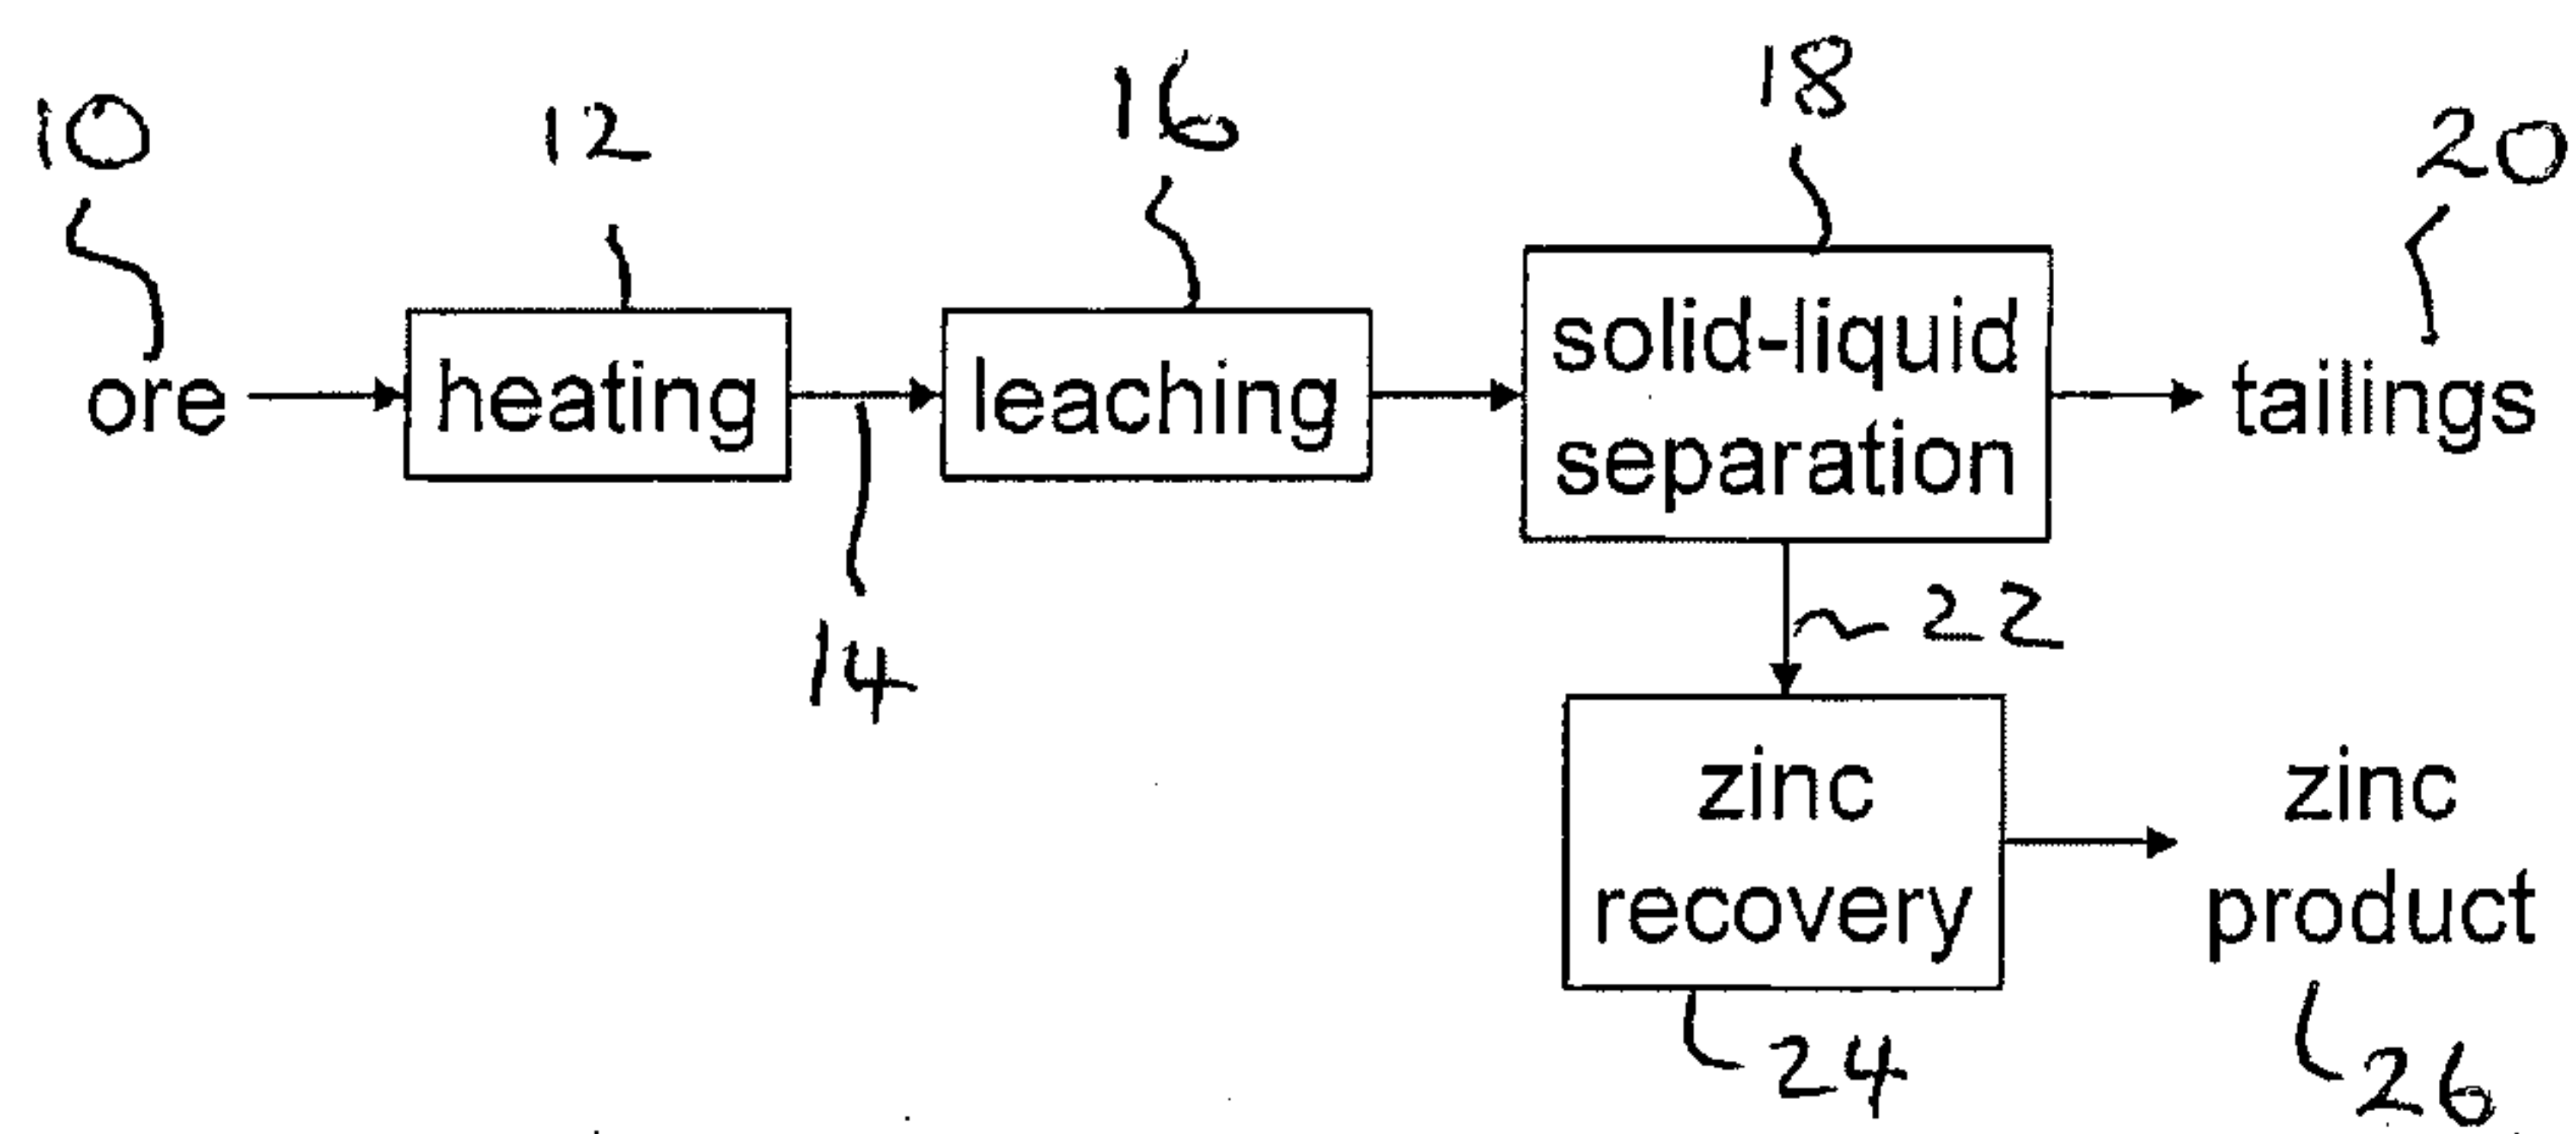 10
12
16
18
20
ore
heating
leaching
solid-liquid
separation
tailings
14
22
zinc
recovery
zinc
product
24
26